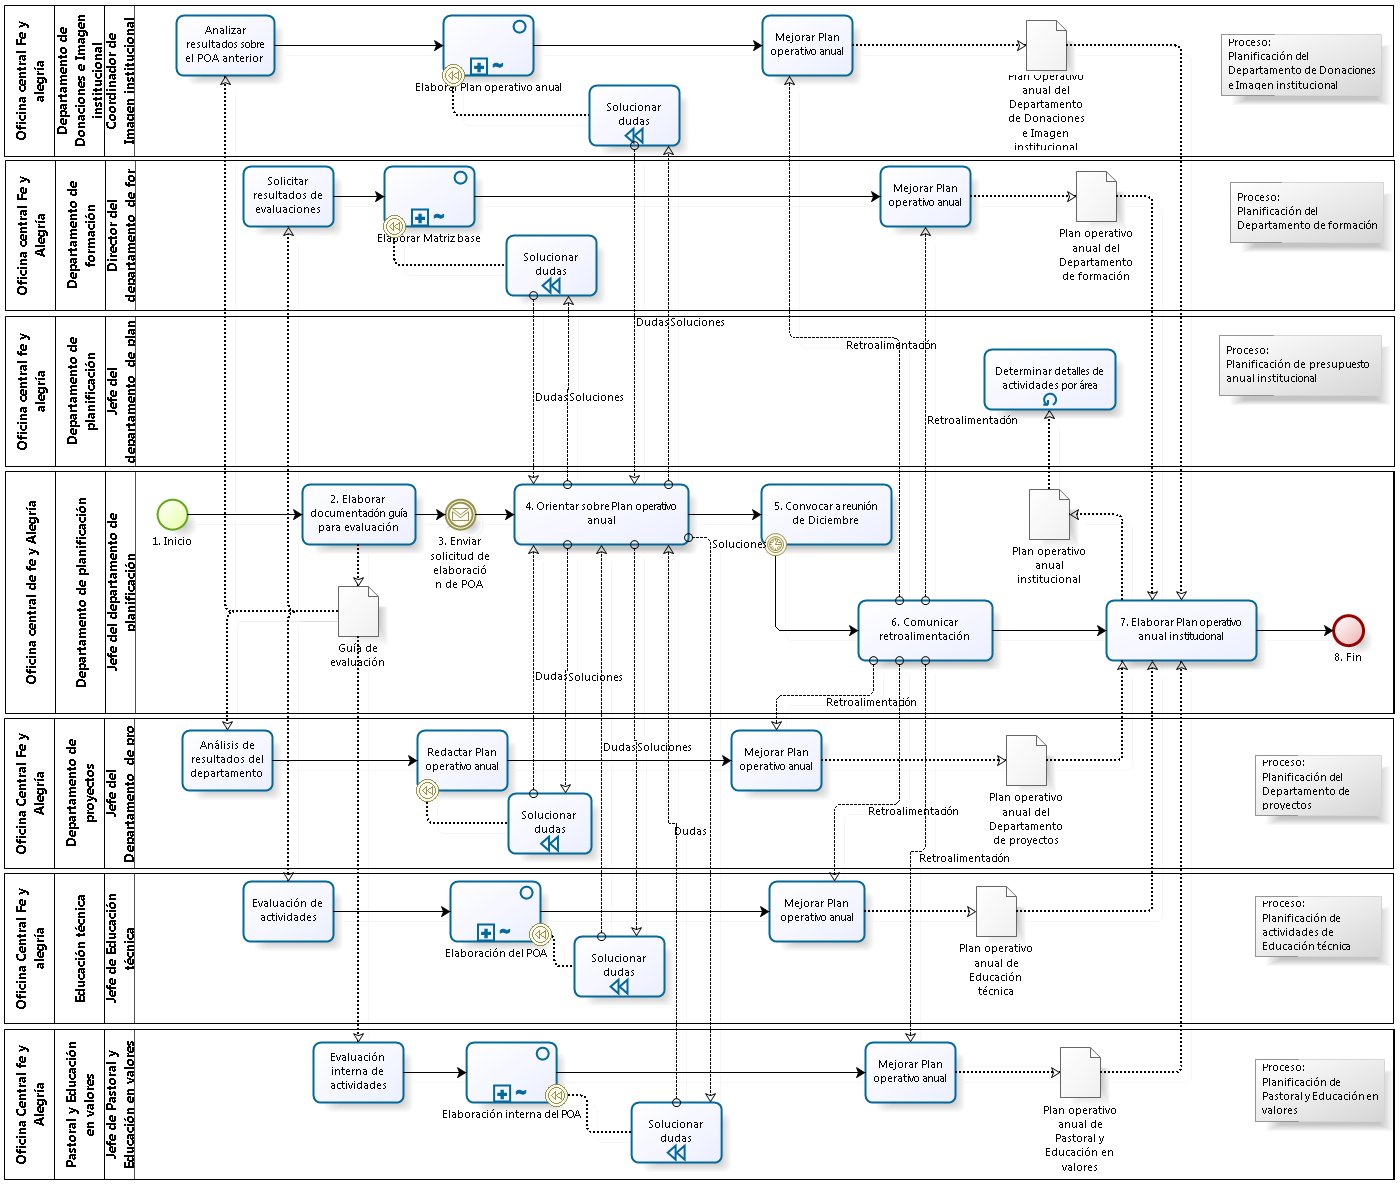 Oficina central Fe y
alegría
Departamento de
Donaciones e Imagen
institucional
Coordinador de
Imagen institucional
Analizar
resultados sobre
el POA anterior
Elaborar Plan operativo anual
Solucionar
dudas
Mejorar Plan
operativo anual
Plan Operativo
anual del
Departamento
de Donaciones
e Imagen
institucional
Proceso:
Planificación del
Departamento de Donaciones
e Imagen institucional
Oficina central Fe y
Alegría
Departamento de
formación
Director del
departamento de for
Solicitar
resultados de
evaluaciones
Elaborar Matriz base
Solucionar
dudas
Mejorar Plan
operativo anual
Plan operativo
anual del
Departamento
de formación
Proceso:
Planificación del
Departamento de formación
Oficina central fe y
alegría
Departamento de
planificación
Jefe del
departamento de plan
Dudas
Soluciones
Retroalimentación
Dudas
Soluciones
Retroalimentación
Determinar detalles de
actividades por área
Proceso:
Planificación de presupuesto
anual institucional
Oficina central de fe y Alegría
Departamento de planificación
Jefe del departamento de
planificación
1. Inicio
2. Elaborar
documentación guía
para evaluación
3. Enviar
solicitud de
elaboració
n de POA
4. Orientar sobre Plan operativo
anual
5. Convocar a reunión
de Diciembre
Soluciones
Plan operativo
anual
institucional
Guía de
evaluación
6. Comunicar
retroalimentación
7. Elaborar Plan operativo
anual institucional
8. Fin
Dudas
Soluciones
Retroalimentación
Oficina Central Fe y
Alegría
Departamento de
proyectos
Jefe del
Departamento de pro
Análisis de
resultados del
departamento
Redactar Plan
operativo anual
Solucionar
dudas
Dudas
Soluciones
Mejorar Plan
operativo anual
Dudas
Retroalimentación
Retroalimentación
Plan operativo
anual del
Departamento
de proyectos
Proceso:
Planificación del
Departamento de
proyectos
Oficina Central Fe y
alegría
Educación técnica
Jefe de Educación
técnica
Evaluación de
actividades
Elaboración del POA
Solucionar
dudas
Mejorar Plan
operativo anual
Plan operativo
anual de
Educación
técnica
Proceso:
Planificación de
actividades de
Educación técnica
Oficina Central fe y
Alegría
Pastoral y Educación
en valores
Jefe de Pastoral y
Educación en valores
Evaluación
interna de
actividades
Elaboración interna del POA
Solucionar
dudas
Mejorar Plan
operativo anual
Plan operativo
anual de
Pastoral y
Educación en
valores
Proceso:
Planificación de
Pastoral y Educación en
valores